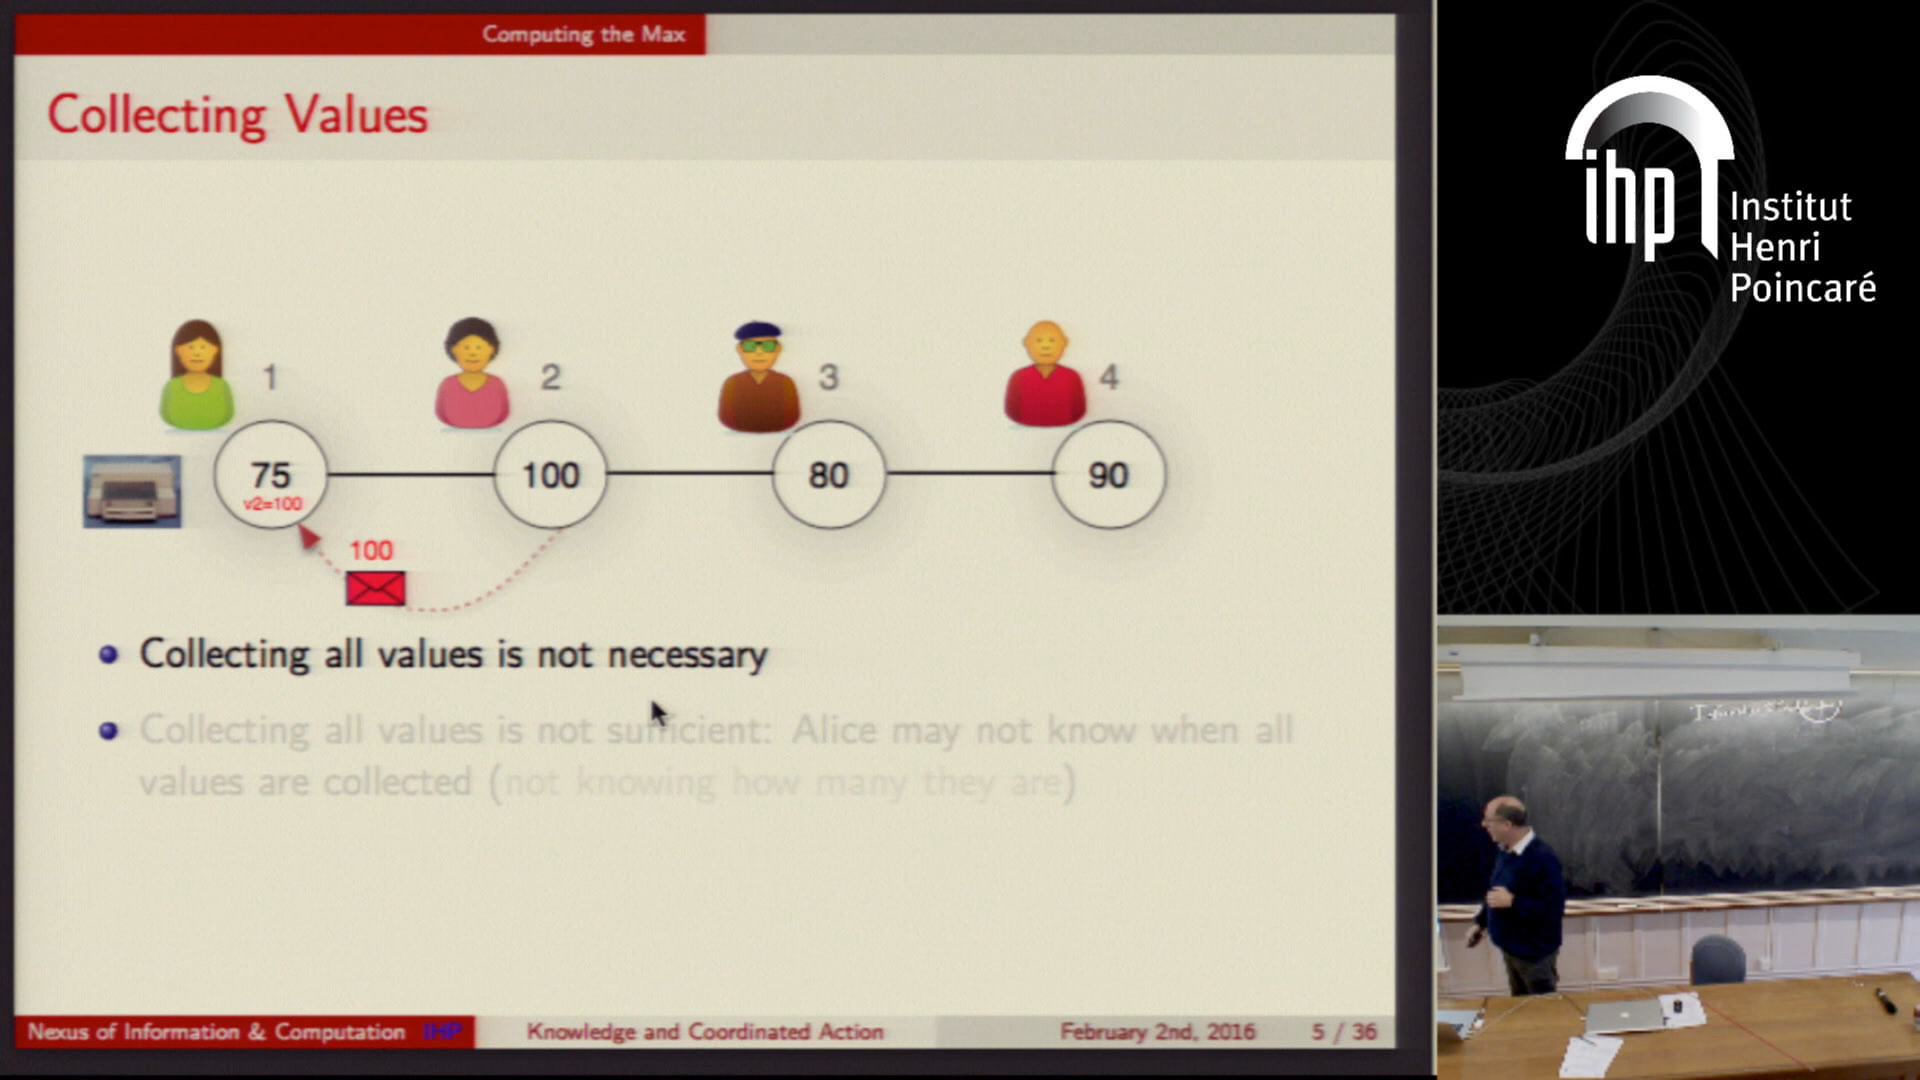 Computing the Max
Collecting Values
1
2
3
4
75
v2=100
100
80
90
100
Collecting all values is not necessary
Collecting all values is not sufficient: Alice may not know when all
values are collected (not knowing how many they are)
Nexus of Information & Computation IHP
Knowledge and Coordinated Action
February 2nd, 2016
5 / 36
ihp
Institut
Henri
Poincaré